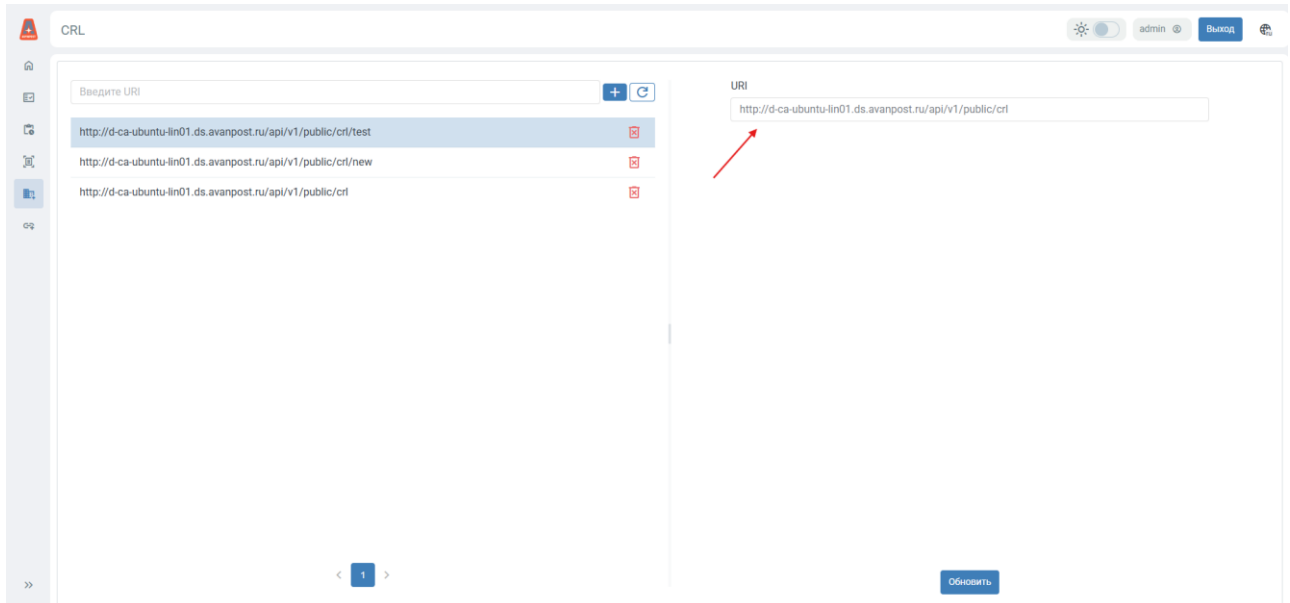 CRL
admin
Выход
ru
Введите URI
http://d-ca-ubuntu-lin01.ds.avanpost.ru/api/v1/public/crl/test
http://d-ca-ubuntu-lin01.ds.avanpost.ru/api/v1/public/crl/new
http://d-ca-ubuntu-lin01.ds.avanpost.ru/api/v1/public/crl
1
URI
http://d-ca-ubuntu-lin01.ds.avanpost.ru/api/v1/public/crl
Обновить